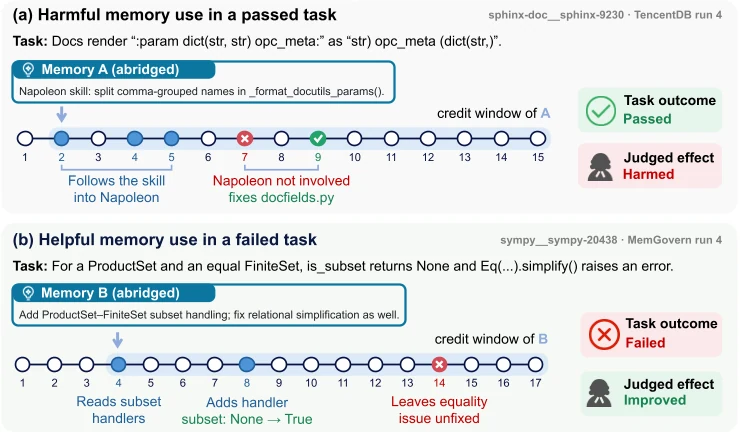 (a) Harmful memory use in a passed task
sphinx-doc__sphinx-9230 · TencentDB run 4
Task: Docs render “:param dict(str, str) opc_meta:” as “str) opc_meta (dict(str,)”.
Memory A (abridged)
Napoleon skill: split comma-grouped names in _format_docutils_params().
credit window of A
1 2 3 4 5 6 7 8 9 10 11 12 13 14 15
Follows the skill
into Napoleon
Napoleon not involved
fixes docfields.py
Task outcome
Passed
Judged effect
Harmed
(b) Helpful memory use in a failed task
sympy__sympy-20438 · MemGovern run 4
Task: For a ProductSet and an equal FiniteSet, is_subset returns None and Eq(...).simplify() raises an error.
Memory B (abridged)
Add ProductSet–FiniteSet subset handling; fix relational simplification as well.
credit window of B
1 2 3 4 5 6 7 8 9 10 11 12 13 14 15 16 17
Reads subset
handlers
Adds handler
subset: None → True
Leaves equality
issue unfixed
Task outcome
Failed
Judged effect
Improved